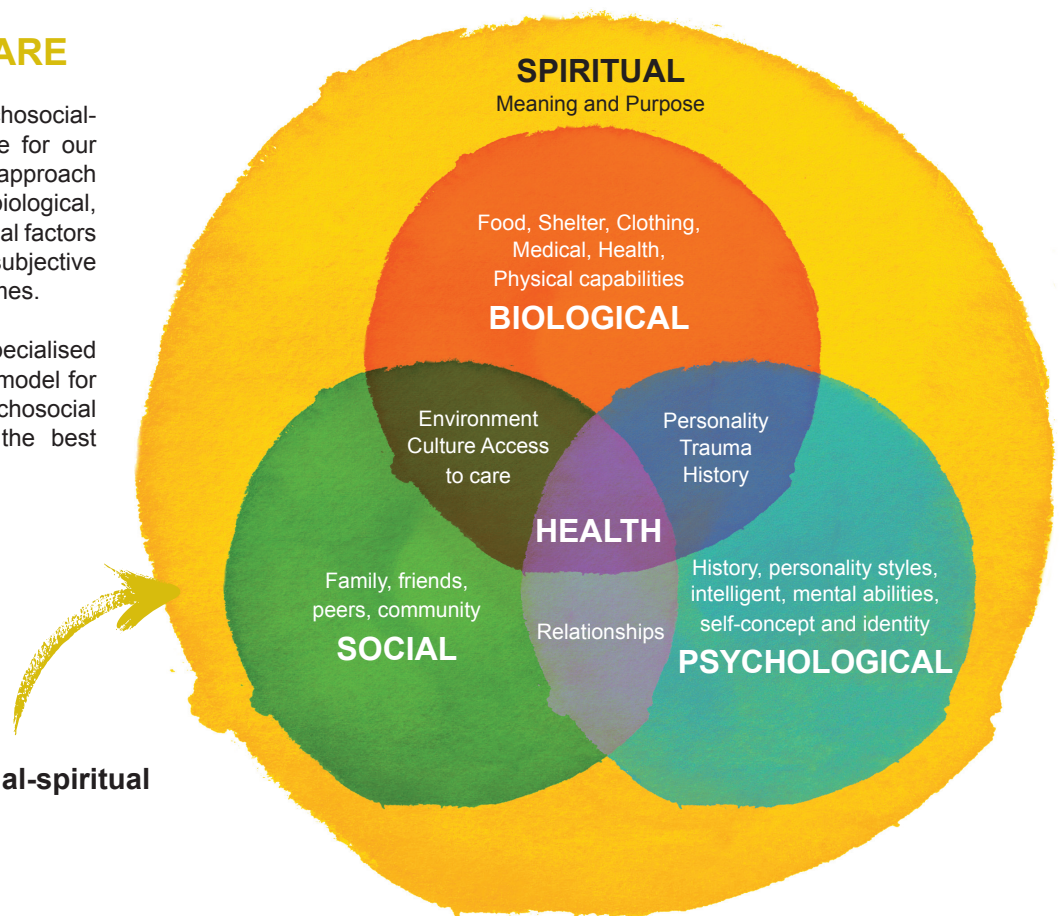 ARE
hosocial-
e for our
approach
biological,
al factors
subjective
mes.
pecialised
model for
chosocial
the best
al-spiritual
SPIRITUAL
Meaning and Purpose
Food, Shelter, Clothing,
Medical, Health,
Physical capabilities
BIOLOGICAL
Environment
Culture Access
to care
Personality
Trauma
History
HEALTH
Family, friends,
peers, community
SOCIAL
Relationships
History, personality styles,
intelligent, mental abilities,
self-concept and identity
PSYCHOLOGICAL